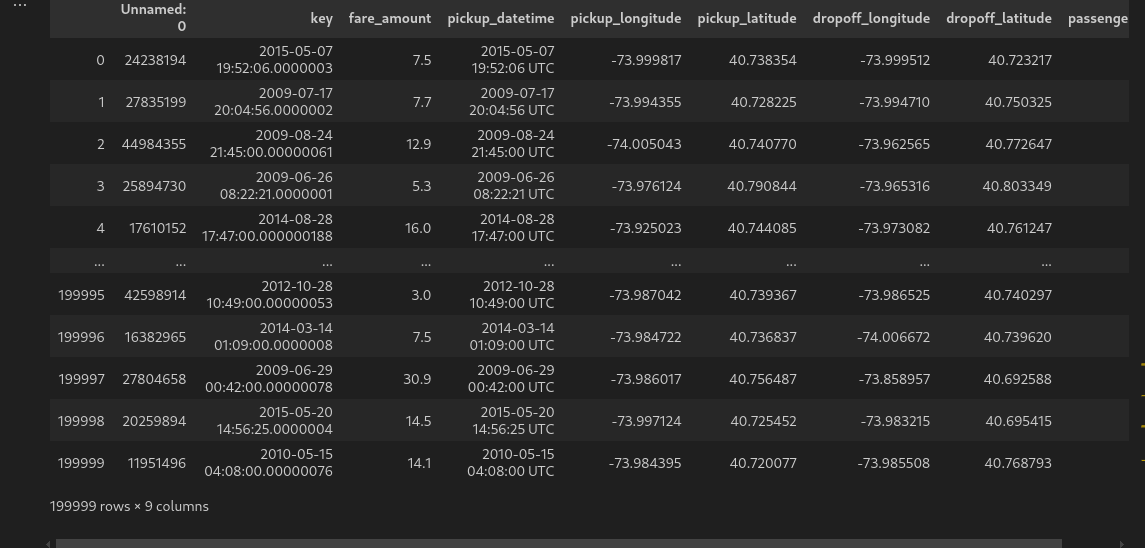 ...
Unnamed: 0 key fare_amount pickup_datetime pickup_longitude pickup_latitude dropoff_longitude dropoff_latitude passenge
0 24238194 2015-05-07 19:52:06.0000003 7.5 2015-05-07 19:52:06 UTC -73.999817 40.738354 -73.999512 40.723217
1 27835199 2009-07-17 20:04:56.0000002 7.7 2009-07-17 20:04:56 UTC -73.994355 40.728225 -73.994710 40.750325
2 44984355 2009-08-24 21:45:00.00000061 12.9 2009-08-24 21:45:00 UTC -74.005043 40.740770 -73.962565 40.772647
3 25894730 2009-06-26 08:22:21.0000001 5.3 2009-06-26 08:22:21 UTC -73.976124 40.790844 -73.965316 40.803349
4 17610152 2014-08-28 17:47:00.000000188 16.0 2014-08-28 17:47:00 UTC -73.925023 40.744085 -73.973082 40.761247
... ... ... ... ... ... ... ... ...
199995 42598914 2012-10-28 10:49:00.00000053 3.0 2012-10-28 10:49:00 UTC -73.987042 40.739367 -73.986525 40.740297
199996 16382965 2014-03-14 01:09:00.0000008 7.5 2014-03-14 01:09:00 UTC -73.984722 40.736837 -74.006672 40.739620
199997 27804658 2009-06-29 00:42:00.00000078 30.9 2009-06-29 00:42:00 UTC -73.986017 40.756487 -73.858957 40.692588
199998 20259894 2015-05-20 14:56:25.0000004 14.5 2015-05-20 14:56:25 UTC -73.997124 40.725452 -73.983215 40.695415
199999 11951496 2010-05-15 04:08:00.00000076 14.1 2010-05-15 04:08:00 UTC -73.984395 40.720077 -73.985508 40.768793
199999 rows × 9 columns